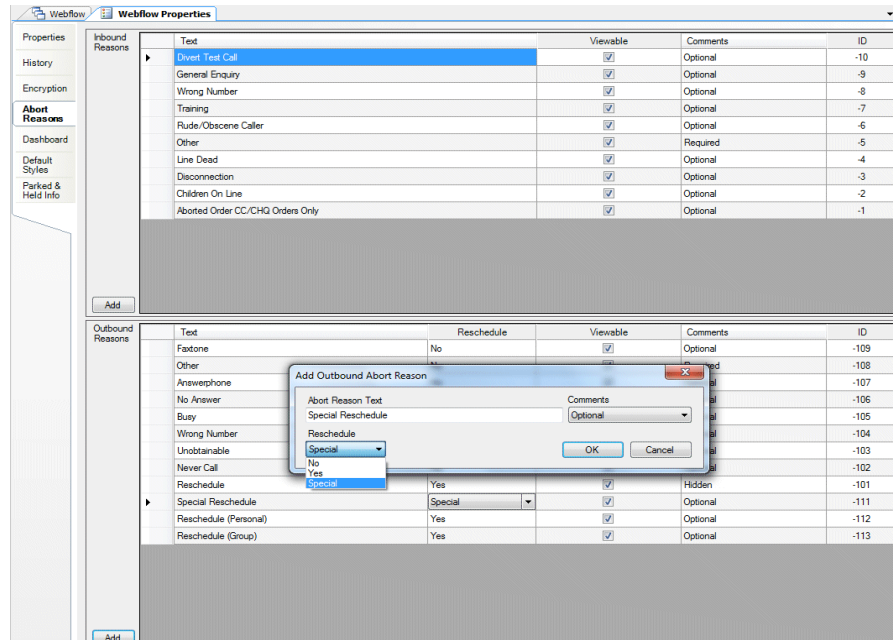 Webflow
Webflow Properties
Properties
History
Encryption
Abort
Reasons
Dashboard
Default
Styles
Parked &
Held Info
Inbound
Reasons
Text Viewable Comments ID
Divert Test Call Optional -10
General Enquiry Optional -9
Wrong Number Optional -8
Training Optional -7
Rude/Obscene Caller Optional -6
Other Required -5
Line Dead Optional -4
Disconnection Optional -3
Children On Line Optional -2
Aborted Order CC/CHQ Orders Only Optional -1
Add
Outbound
Reasons
Text Reschedule Viewable Comments ID
Faxtone No Optional -109
Other -108
Answerphone -107
No Answer -106
Busy -105
Wrong Number -104
Unobtainable -103
Never Call -102
Reschedule Yes Hidden -101
Special Reschedule Special Optional -111
Reschedule (Personal) Yes Optional -112
Reschedule (Group) Yes Optional -113
Add
Add Outbound Abort Reason
Abort Reason Text Comments
Special Reschedule Optional
Reschedule
Special OK Cancel
No
Yes
Special